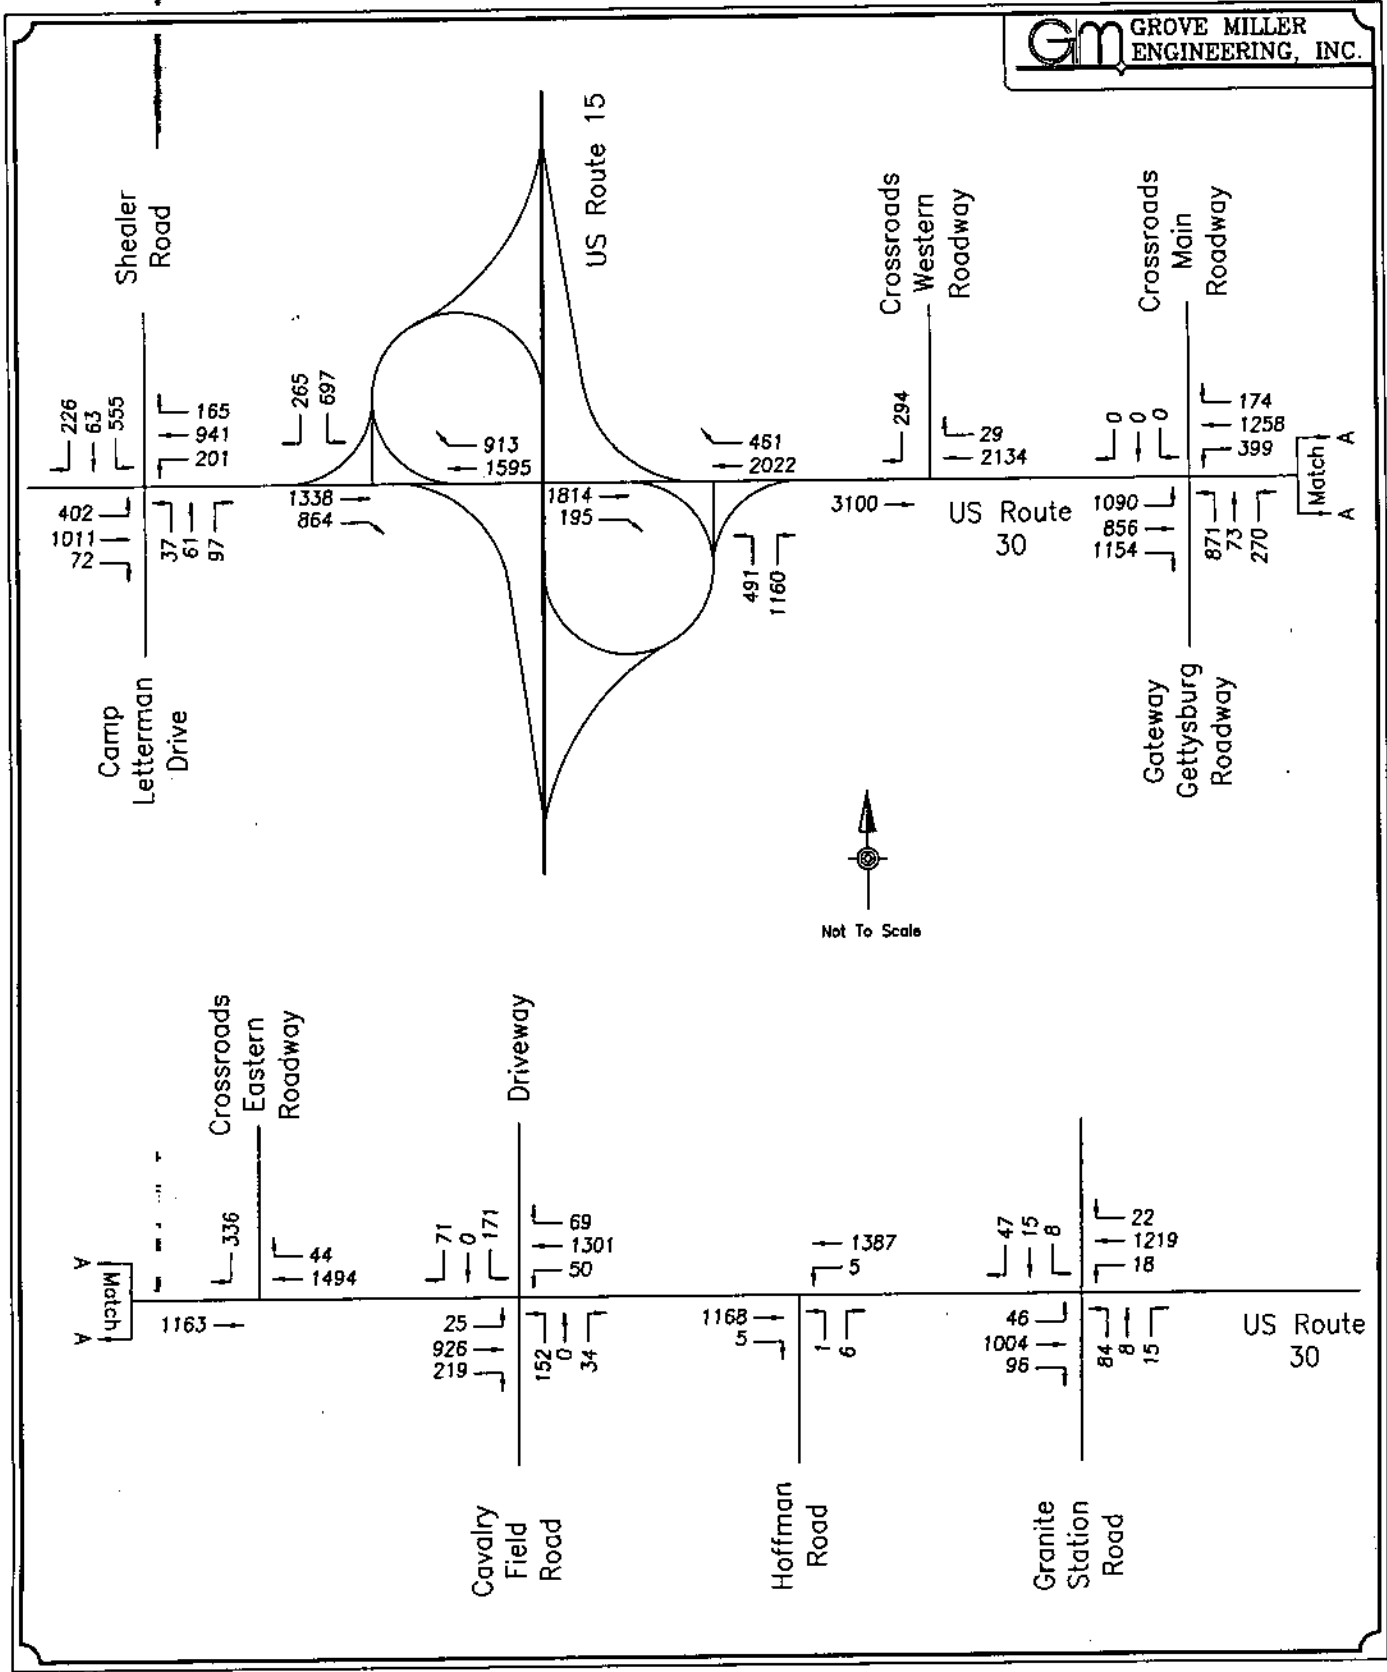 GM GROVE MILLER
ENGINEERING, INC.
Shealer
Road
US Route 15
Crossroads
Western
Roadway
Crossroads
Main
Roadway
226
63
555
165
941
201
402
1011
72
37
61
97
Camp
Letterman
Drive
265
697
913
1595
1338
864
1814
195
461
2022
491
1160
294
29
2134
3100
US Route
30
0
0
0
174
1258
399
1090
856
1154
871
73
270
A
Match
A
Gateway
Gettysburg
Roadway
Not To Scale
Crossroads
Eastern
Roadway
Driveway
A
Match
A
336
44
1494
1163
71
0
171
69
1301
50
25
926
219
152
0
34
Cavalry
Field
Road
1387
5
1168
5
1
6
Hoffman
Road
47
15
8
22
1219
18
46
1004
96
84
8
15
Granite
Station
Road
US Route
30